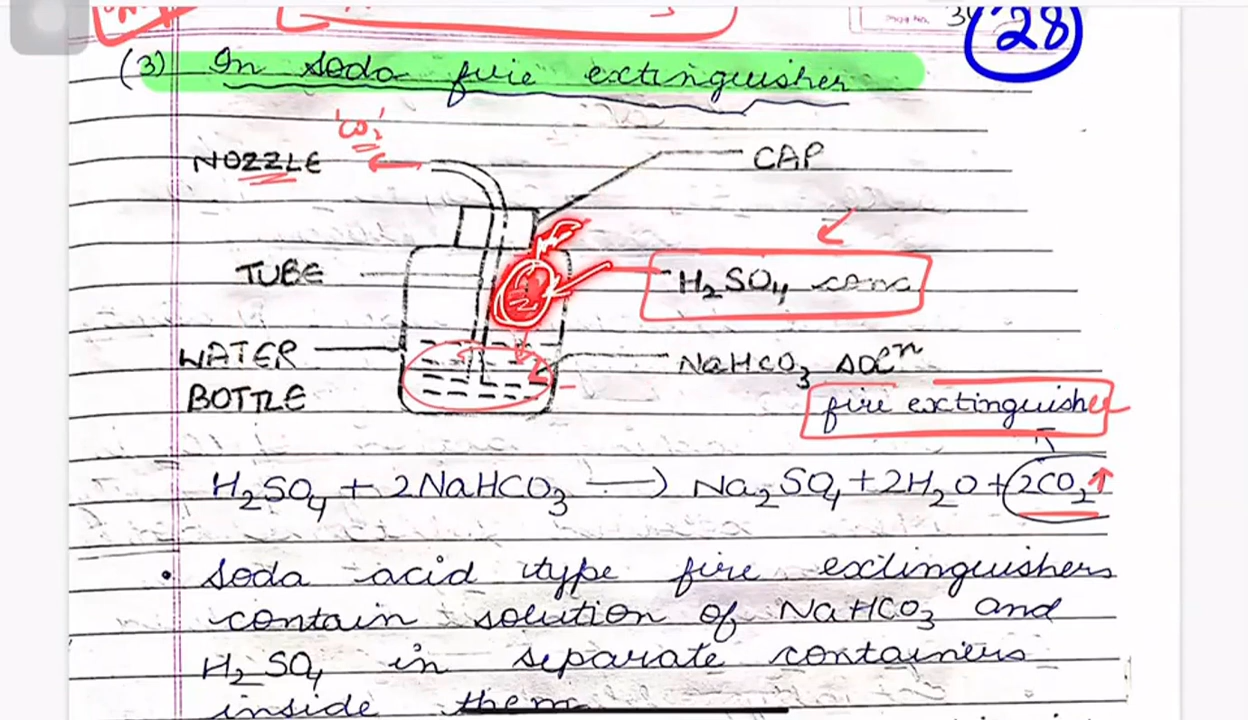 28
(3) In soda fire extinguisher
'CO2'
NOZZLE
CAP
TUBE
H2SO4 conc
WATER
BOTTLE
NaHCO3 SOLn
fire extinguisher
H2SO4 + 2NaHCO3 → Na2SO4 + 2H2O + 2CO2↑
• Soda acid type fire extinguishers
contain solution of NaHCO3 and
H2SO4 in separate containers
inside them